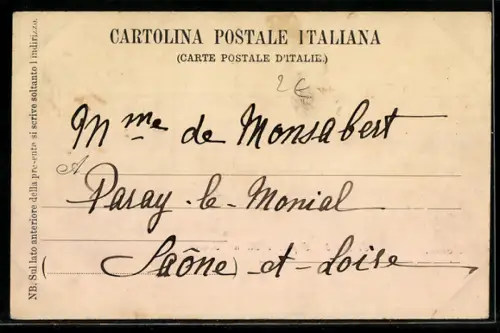 CARTOLINA POSTALE ITALIANA
(CARTE POSTALE D'ITALIE.)
2€
Mme de Monsabert
A
Paray-le-Monial
(Saône-et-Loire)
NB. Sul lato anteriore della presente si scrive soltanto l'indirizzo.